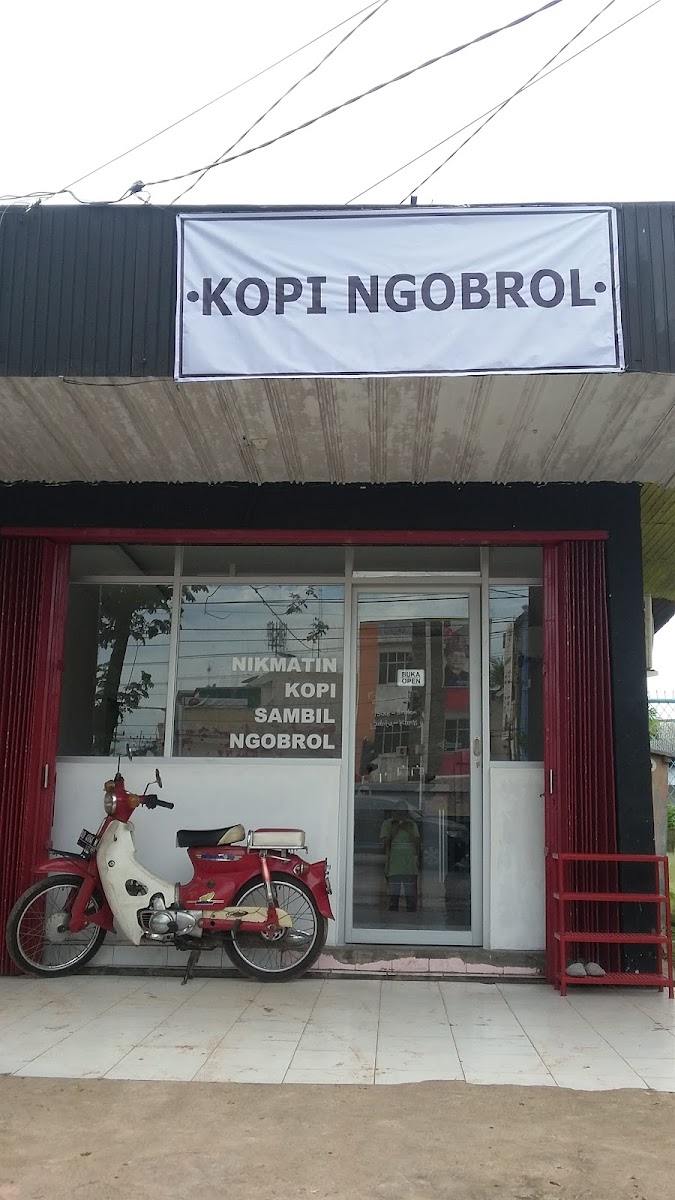 •KOPI NGOBROL•
NIKMATIN
KOPI
SAMBIL
NGOBROL
BUKA
OPEN